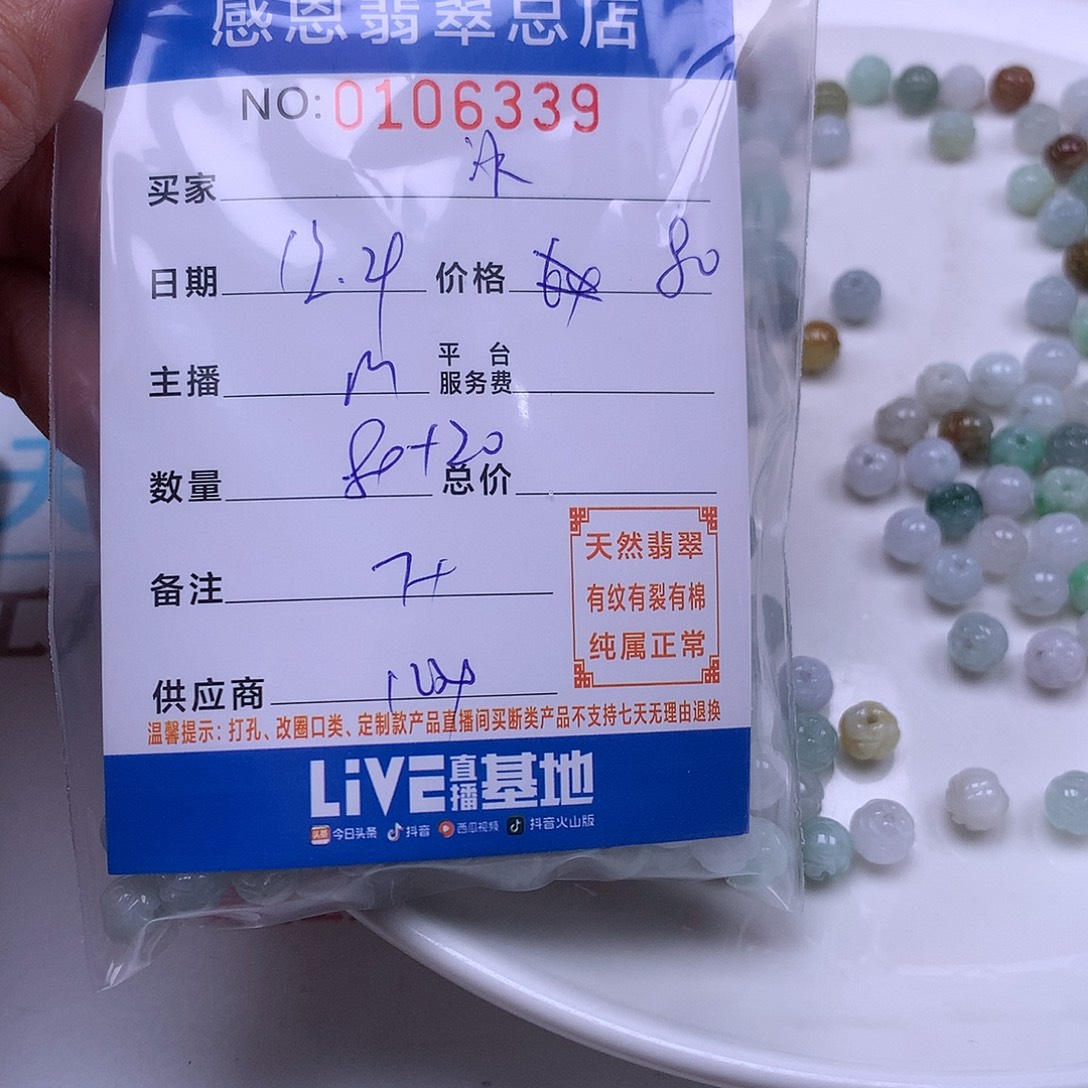 感恩翡翠总店
NO:0106339
买家 冰
日期 12.4 价格 80
主播 m 平台服务费
数量 80+20 总价
备注 7+
供应商
天然翡翠
有纹有裂有棉
纯属正常
温馨提示：打孔、改圈口类、定制款产品直播间买断类产品不支持七天无理由退换
LiVE直播基地
今日头条 抖音 西瓜视频 抖音火山版